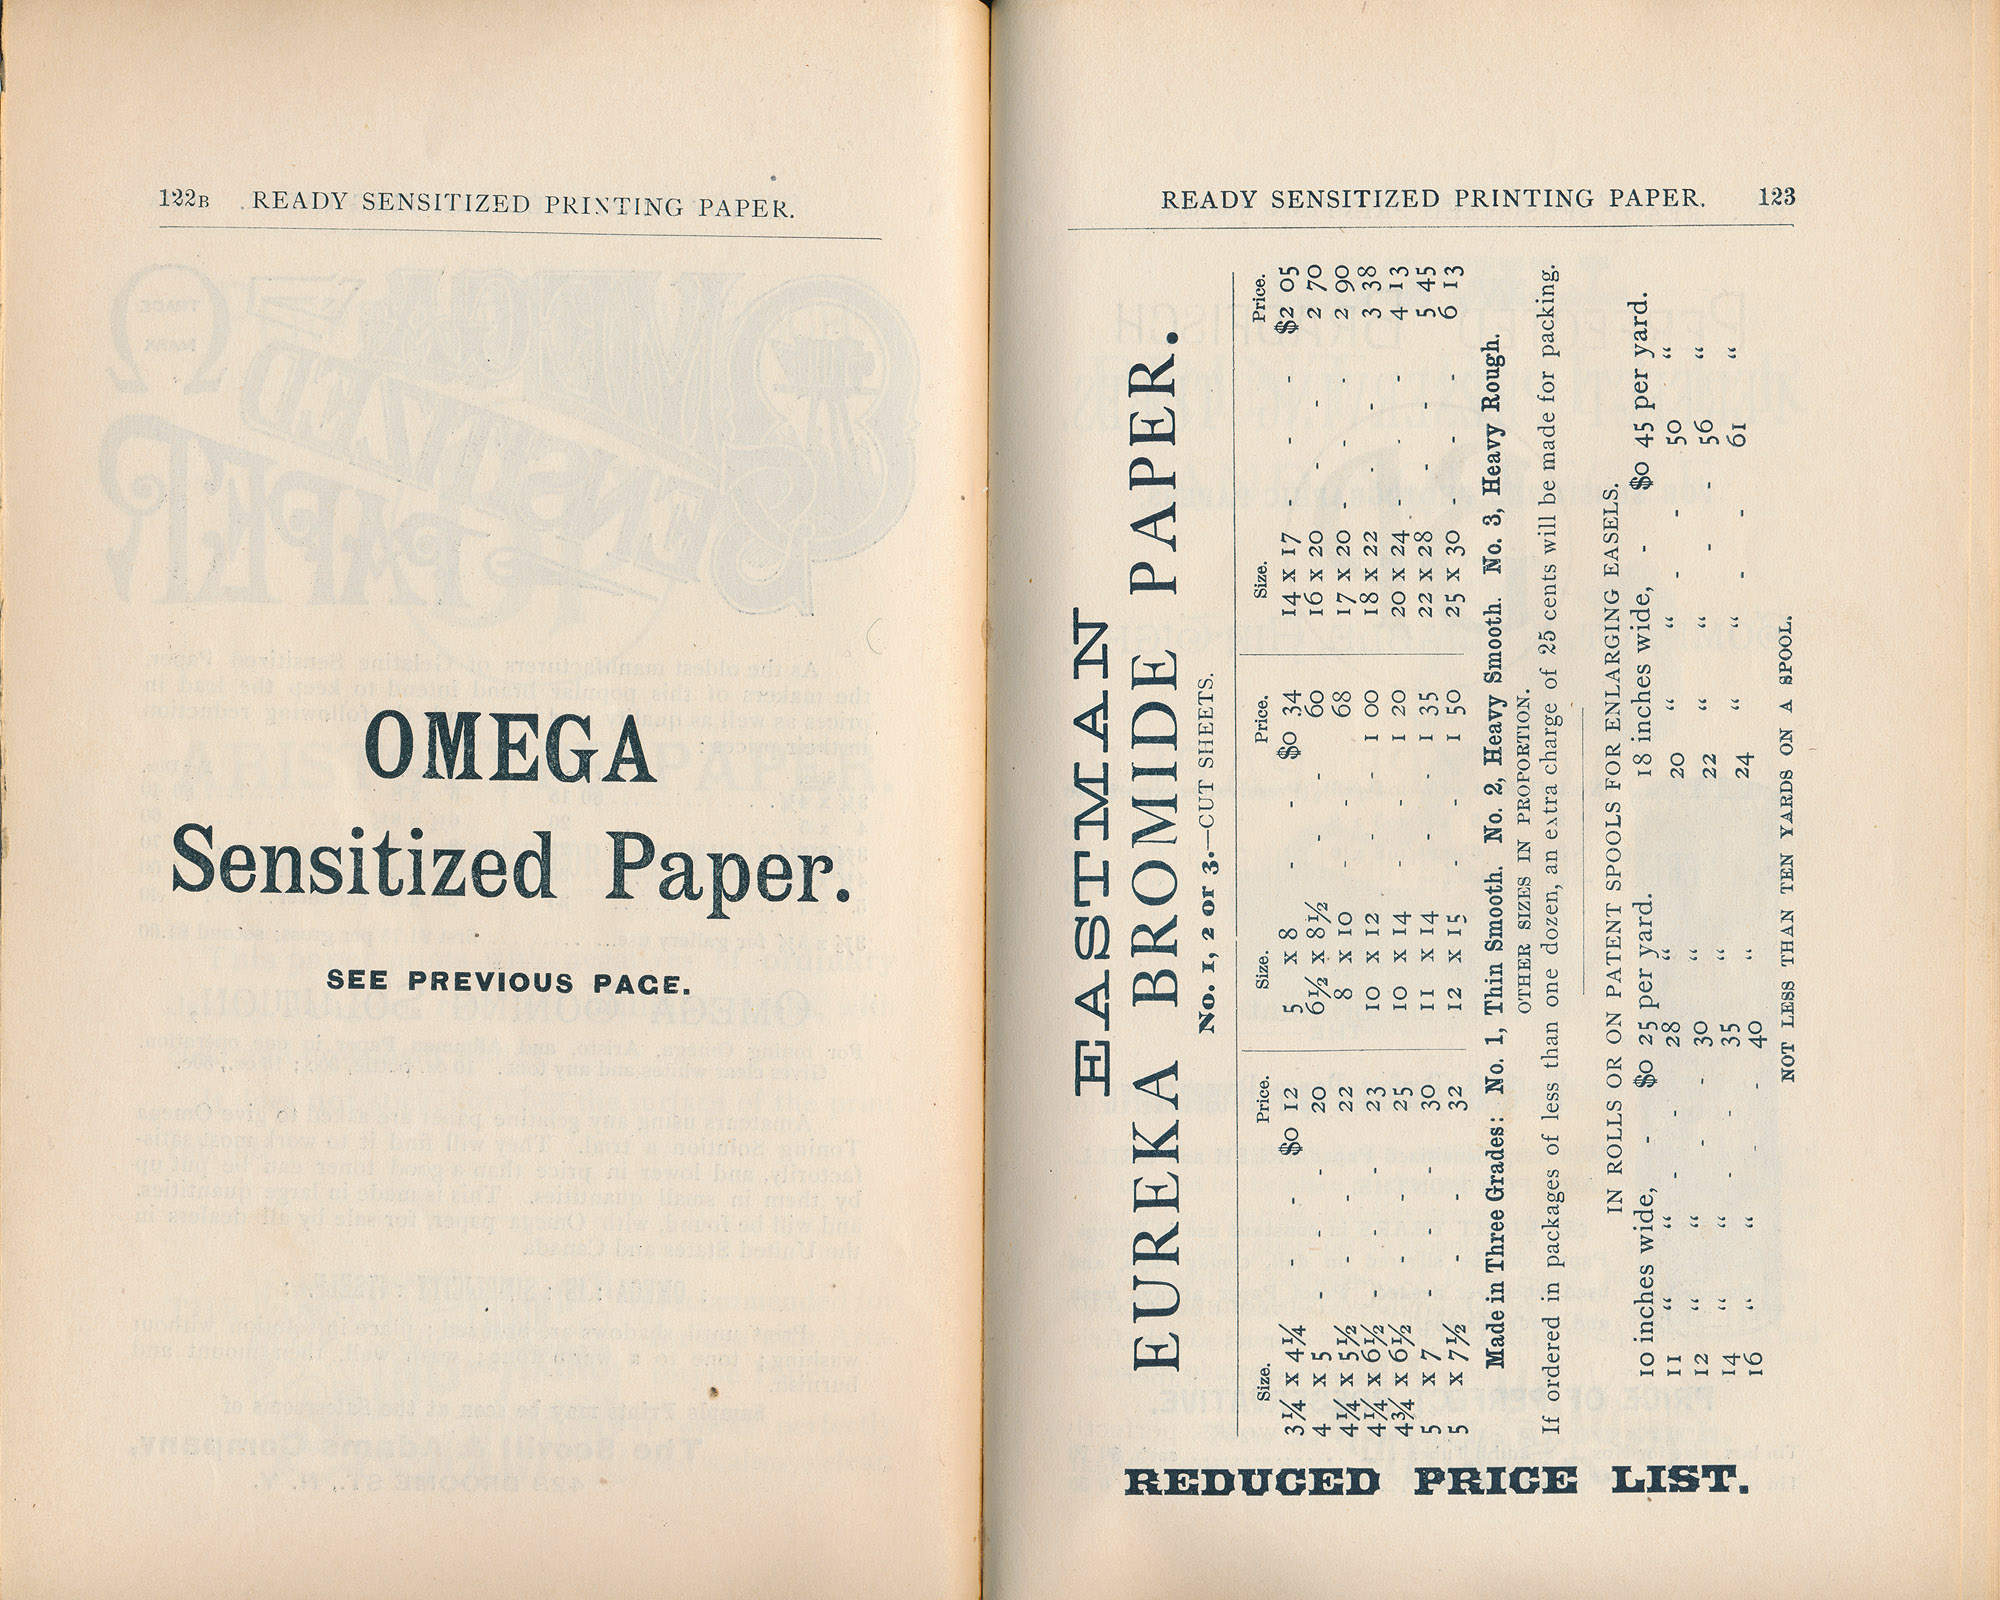 122B READY SENSITIZED PRINTING PAPER.
OMEGA
Sensitized Paper.
SEE PREVIOUS PAGE.
READY SENSITIZED PRINTING PAPER. 123
EASTMAN
EUREKA BROMIDE PAPER.
No. 1, 2 or 3.—CUT SHEETS.
Size. Price. Size. Price. Size. Price.
3¼ x 4¼ - - - $0 12 5 x 8 - - $0 34 14 x 17 - - - $2 05
4 x 5 - - - 20 6½ x 8½ - - 60 16 x 20 - - - 2 70
4¼ x 5½ - - 22 8 x 10 - - 68 17 x 20 - - - 2 90
4¼ x 6½ - - - 23 10 x 12 - - 1 00 18 x 22 - - - 3 38
4¾ x 6½ - - 25 10 x 14 - - 1 20 20 x 24 - - - 4 13
5 x 7 - - - 30 11 x 14 - - 1 35 22 x 28 - - - 5 45
5 x 7½ - - 32 12 x 15 - - 1 50 25 x 30 - - - 6 13
Made in Three Grades: No. 1, Thin Smooth. No. 2, Heavy Smooth. No. 3, Heavy Rough.
OTHER SIZES IN PROPORTION.
If ordered in packages of less than one dozen, an extra charge of 25 cents will be made for packing.
IN ROLLS OR ON PATENT SPOOLS FOR ENLARGING EASELS.
10 inches wide, - $0 25 per yard. 18 inches wide, - $0 45 per yard.
11 “ “ - - 28 “ 20 “ “ - - 50 “
12 “ “ - - 30 “ 22 “ “ - - 56 “
14 “ “ - - 35 “ 24 “ “ - - 61 “
16 “ “ - - 40 “
NOT LESS THAN TEN YARDS ON A SPOOL.
REDUCED PRICE LIST.